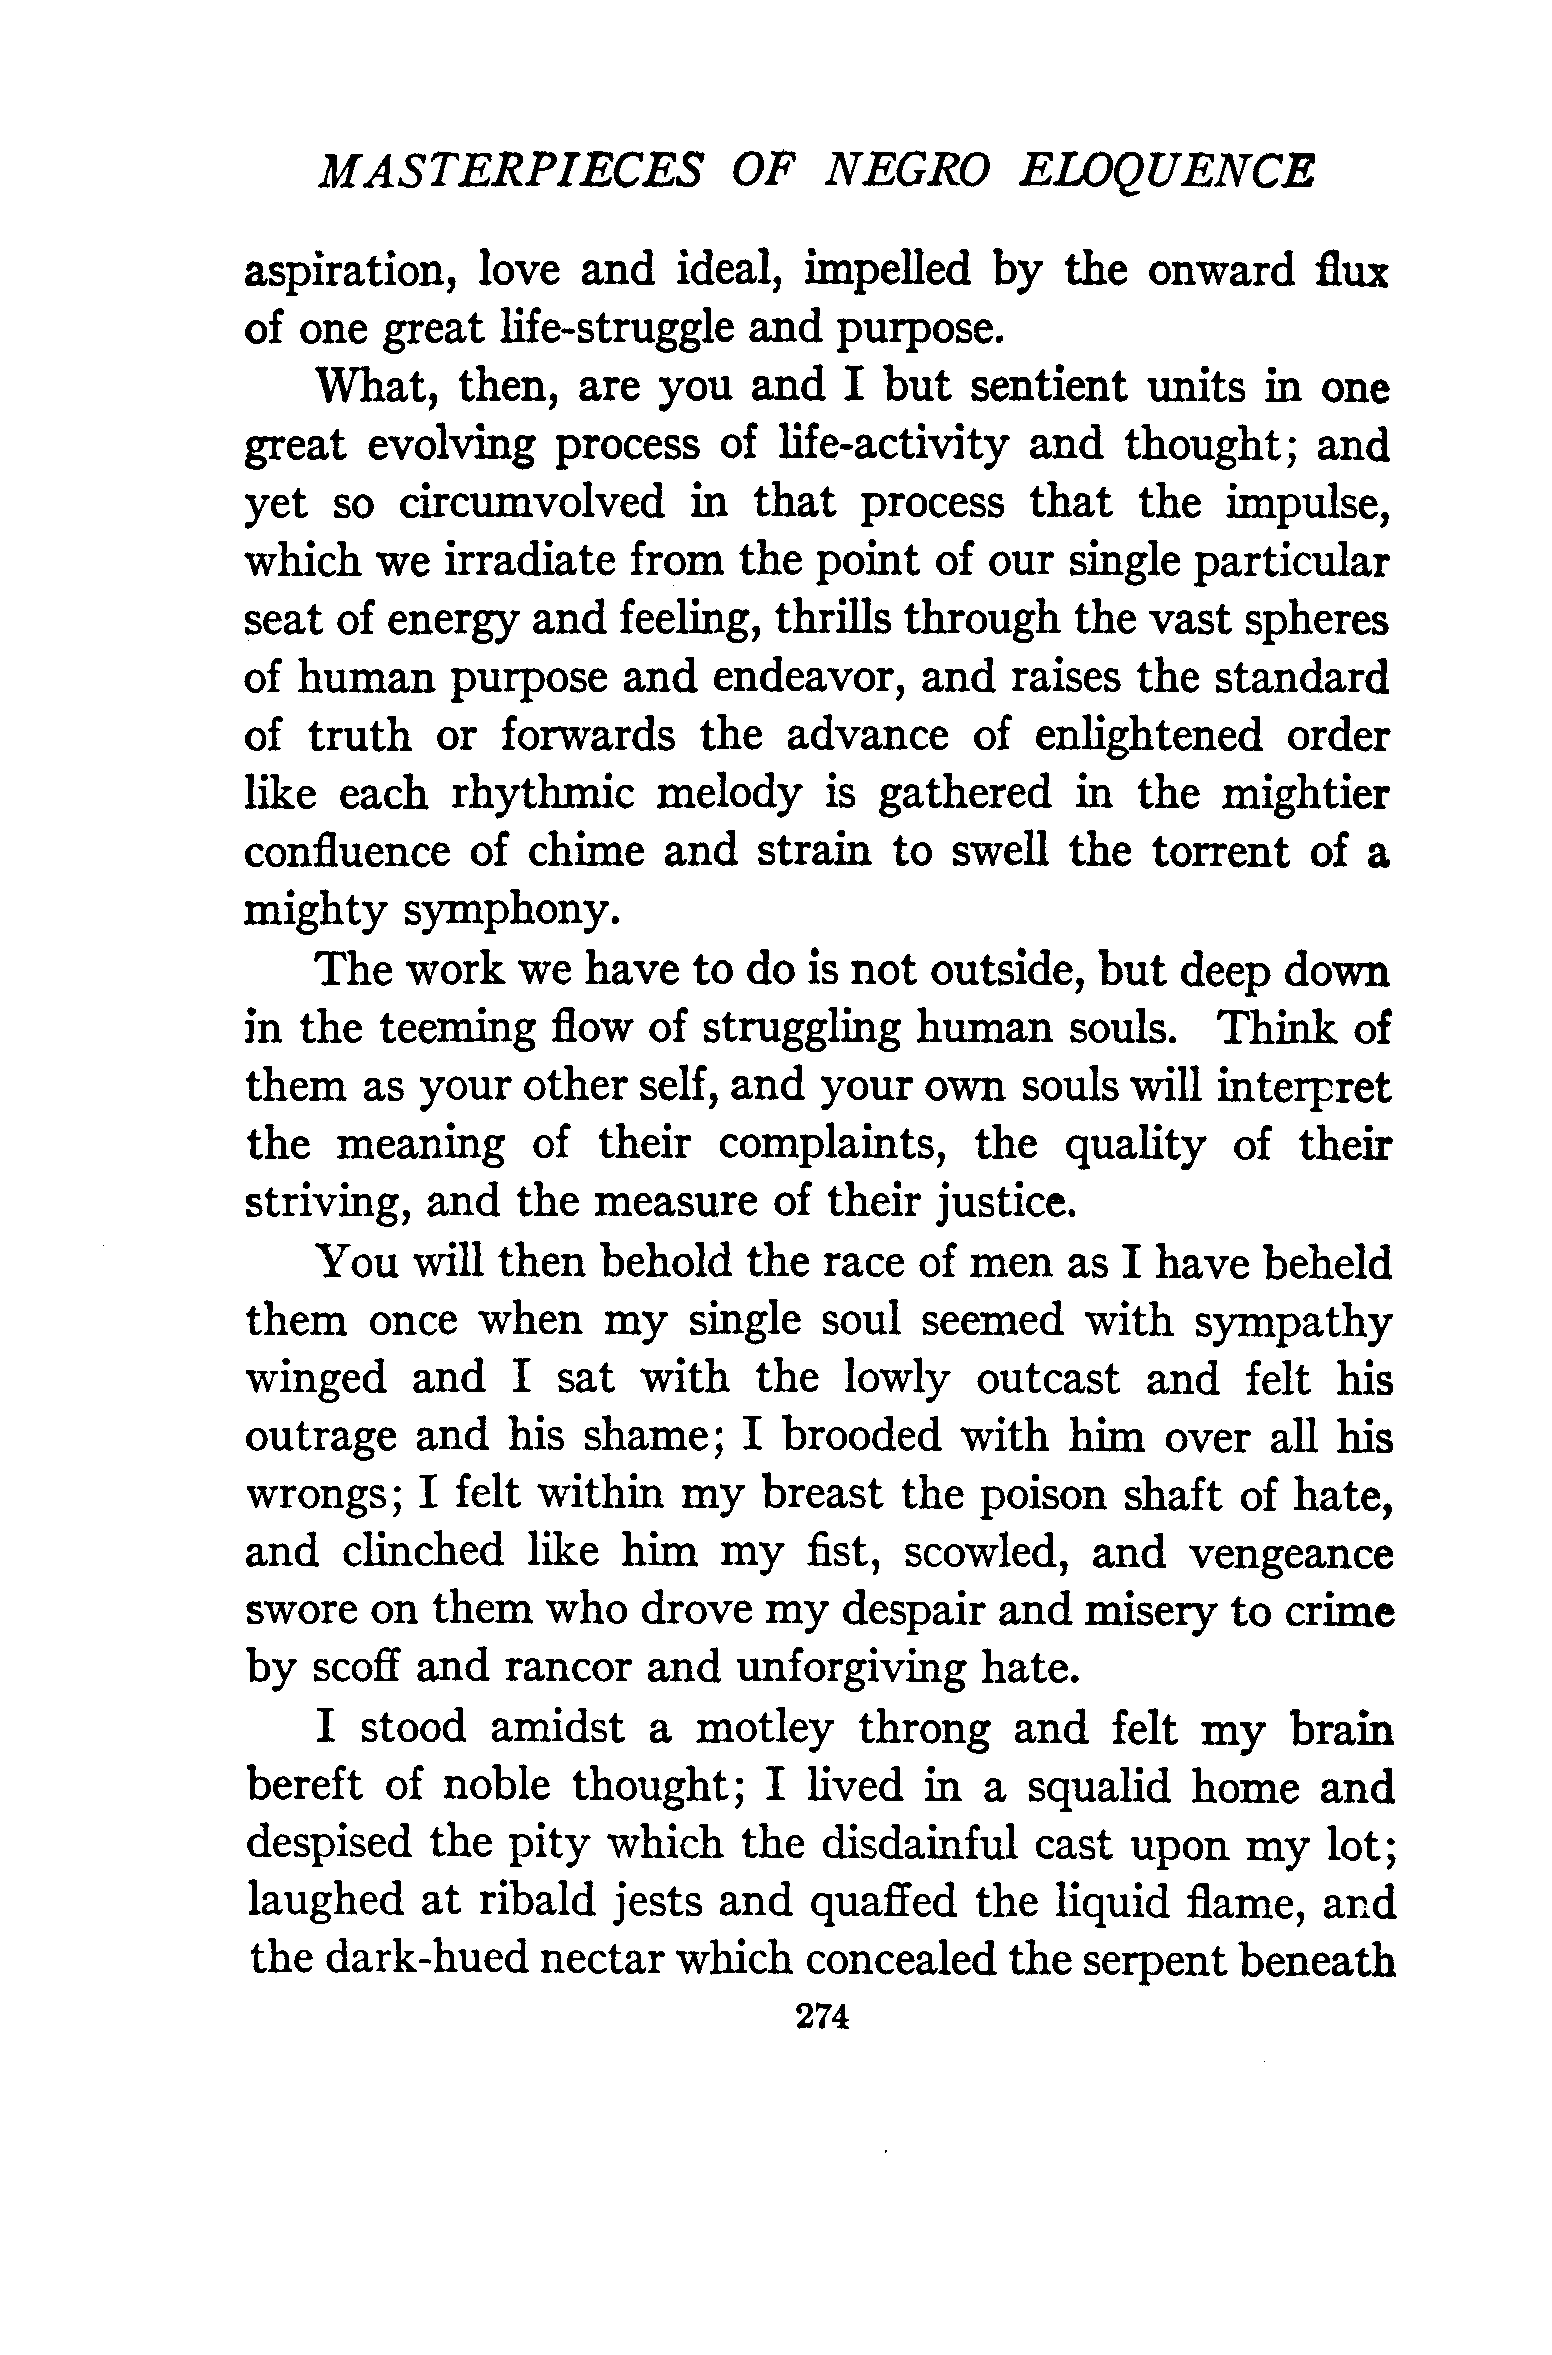 MASTERPIECES OF NEGRO ELOQUENCE
aspiration, love and ideal, impelled by the onward flux
of one great life-struggle and purpose.
What, then, are you and I but sentient units in one
great evolving process of life-activity and thought; and
yet so circumvolved in that process that the impulse,
which we irradiate from the point of our single particular
seat of energy and feeling, thrills through the vast spheres
of human purpose and endeavor, and raises the standard
of truth or forwards the advance of enlightened order
like each rhythmic melody is gathered in the mightier
confluence of chime and strain to swell the torrent of a
mighty symphony.
The work we have to do is not outside, but deep down
in the teeming flow of struggling human souls. Think of
them as your other self, and your own souls will interpret
the meaning of their complaints, the quality of their
striving, and the measure of their justice.
You will then behold the race of men as I have beheld
them once when my single soul seemed with sympathy
winged and I sat with the lowly outcast and felt his
outrage and his shame; I brooded with him over all his
wrongs; I felt within my breast the poison shaft of hate,
and clinched like him my fist, scowled, and vengeance
swore on them who drove my despair and misery to crime
by scoff and rancor and unforgiving hate.
I stood amidst a motley throng and felt my brain
bereft of noble thought; I lived in a squalid home and
despised the pity which the disdainful cast upon my lot;
laughed at ribald jests and quaffed the liquid flame, and
the dark-hued nectar which concealed the serpent beneath
274